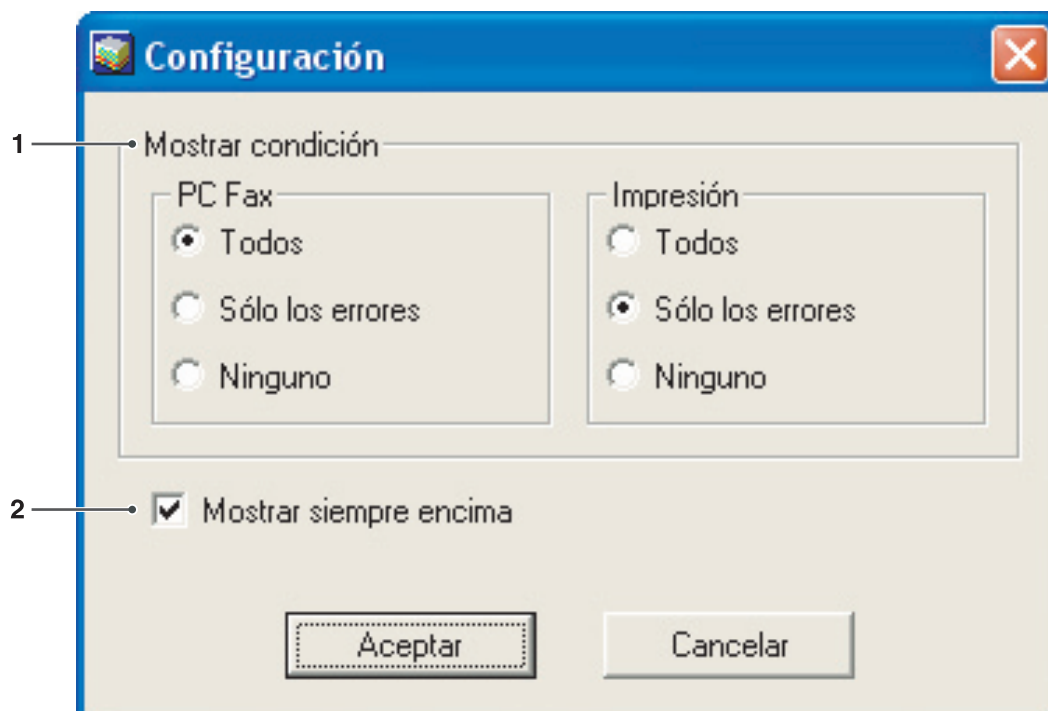 Configuración
1 Mostrar condición
PC Fax
Todos
Sólo los errores
Ninguno
Impresión
Todos
Sólo los errores
Ninguno
2 Mostrar siempre encima
Aceptar
Cancelar